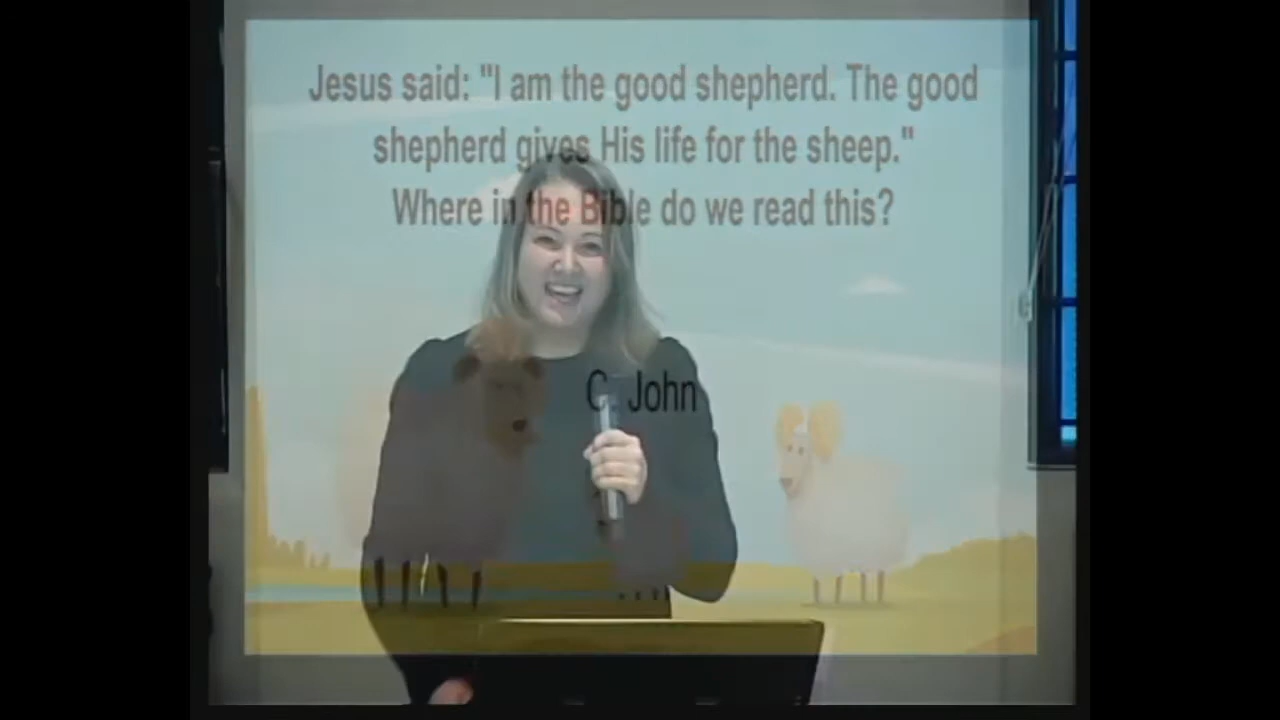 Jesus said: "I am the good shepherd. The good
shepherd gives His life for the sheep."
Where in the Bible do we read this?
C. John